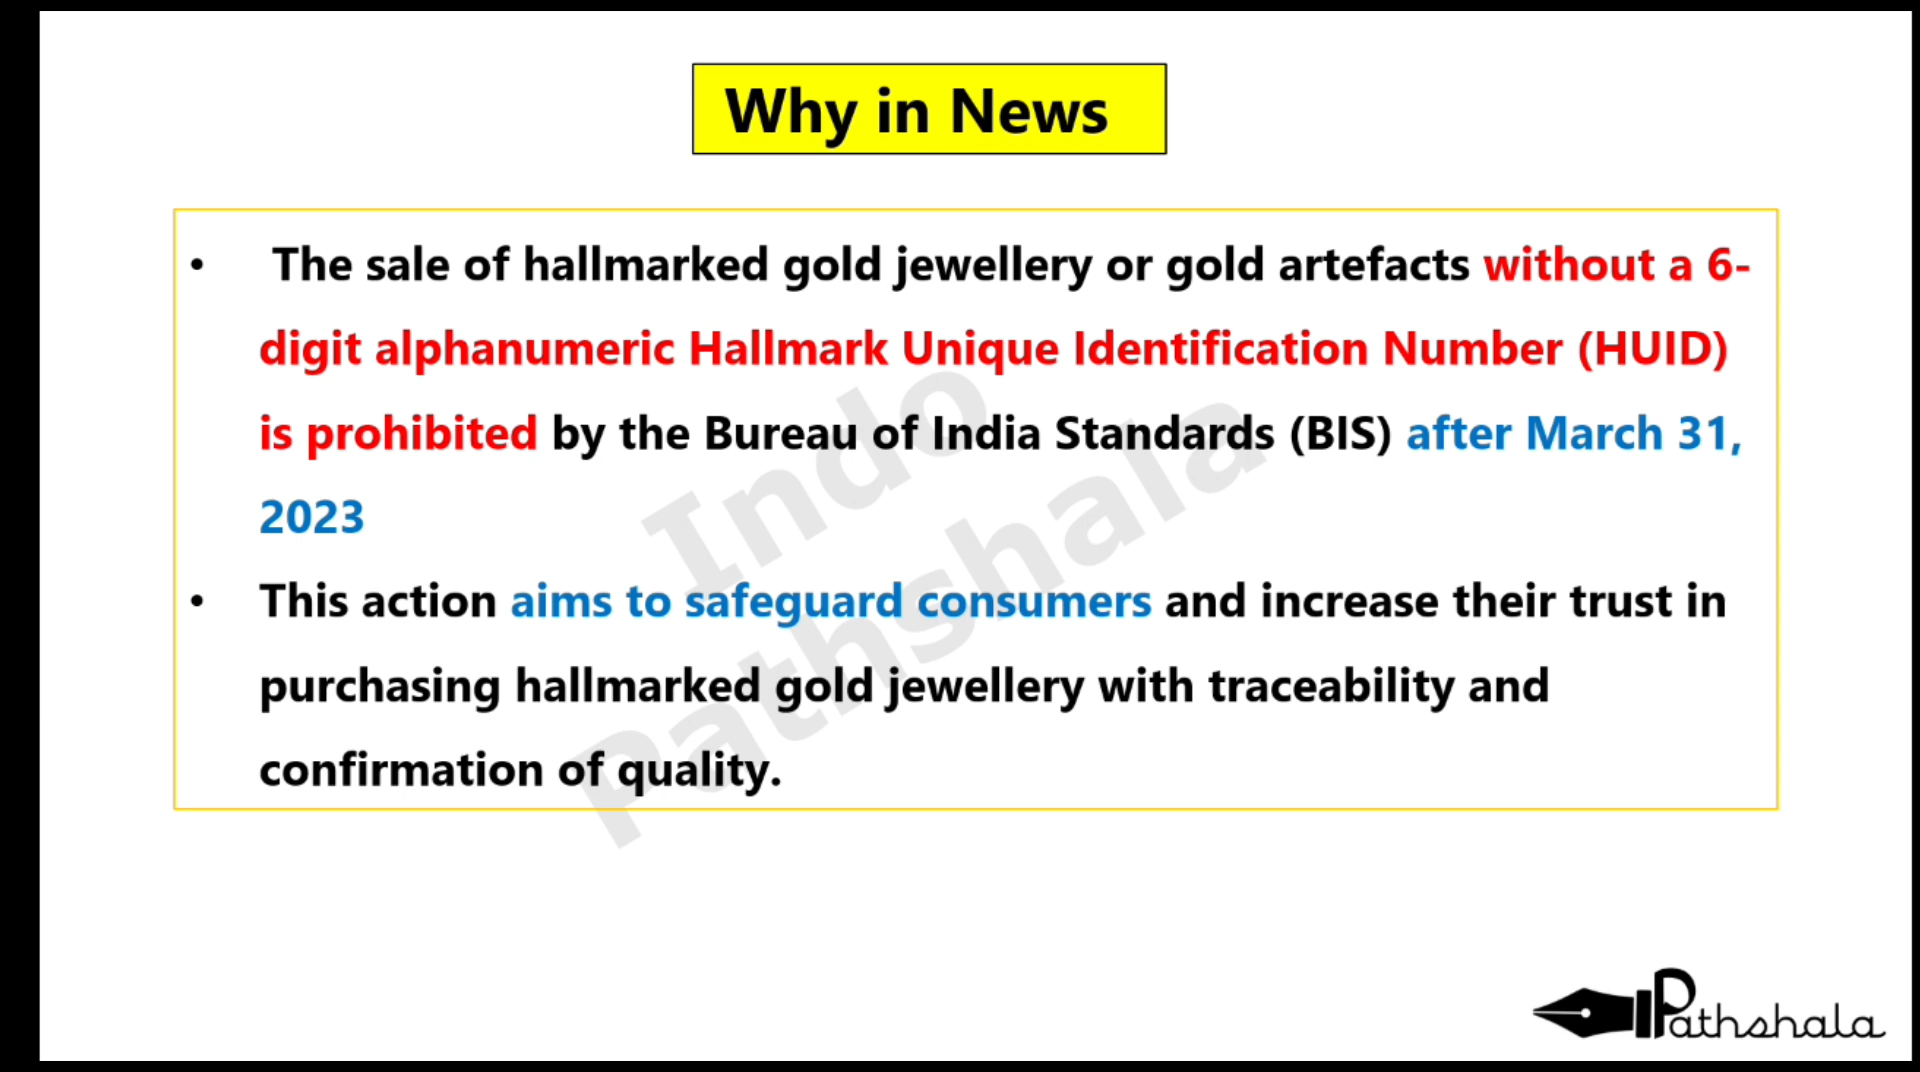 Why in News
• The sale of hallmarked gold jewellery or gold artefacts without a 6-
digit alphanumeric Hallmark Unique Identification Number (HUID)
is prohibited by the Bureau of India Standards (BIS) after March 31,
2023
• This action aims to safeguard consumers and increase their trust in
purchasing hallmarked gold jewellery with traceability and
confirmation of quality.
Indo
Pathshala
Pathshala